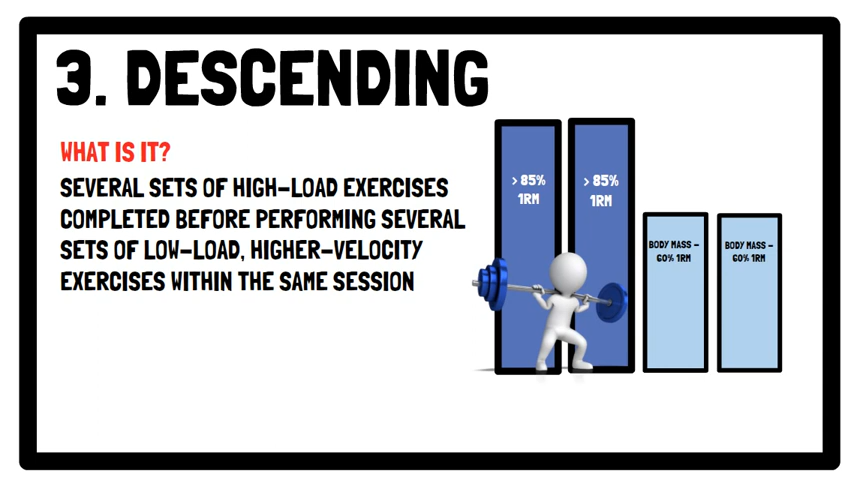 3. DESCENDING
WHAT IS IT?
SEVERAL SETS OF HIGH-LOAD EXERCISES
COMPLETED BEFORE PERFORMING SEVERAL
SETS OF LOW-LOAD, HIGHER-VELOCITY
EXERCISES WITHIN THE SAME SESSION
> 85%
1RM
> 85%
1RM
BODY MASS –
60% 1RM
BODY MASS –
60% 1RM